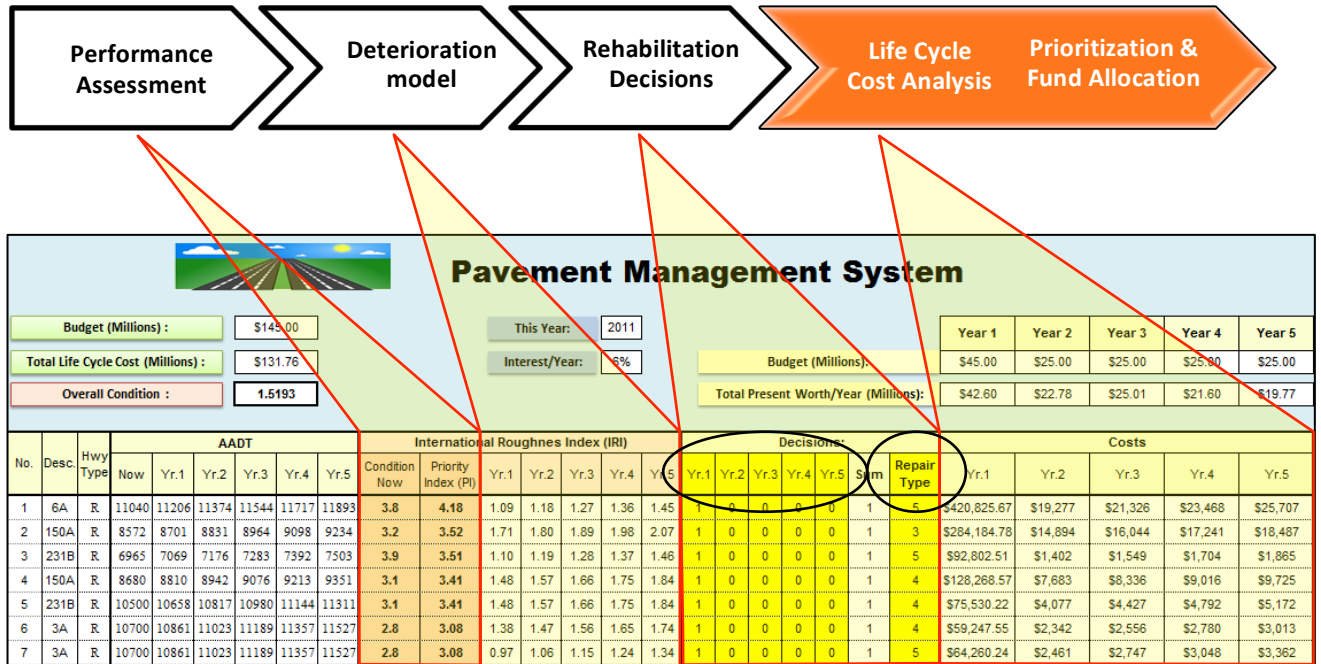 Performance Assessment
Deterioration model
Rehabilitation Decisions
Life Cycle Cost Analysis
Prioritization & Fund Allocation
Pavement Management System
Budget (Millions) : $145.00 This Year: 2011 Year 1 Year 2 Year 3 Year 4 Year 5
Total Life Cycle Cost (Millions) : $131.76 Interest/Year: 6% Budget (Millions): $45.00 $25.00 $25.00 $25.00 $25.00
Overall Condition : 1.5193 Total Present Worth/Year (Millions): $42.60 $22.78 $25.01 $21.60 $19.77
No. Desc. Hwy Type AADT International Roughnes Index (IRI) Decisions: Costs
Now Yr.1 Yr.2 Yr.3 Yr.4 Yr.5 Condition Now Priority Index (PI) Yr.1 Yr.2 Yr.3 Yr.4 Yr.5 Yr.1 Yr.2 Yr.3 Yr.4 Yr.5 Sum Repair Type Yr.1 Yr.2 Yr.3 Yr.4 Yr.5
1 6A R 11040 11206 11374 11544 11717 11893 3.8 4.18 1.09 1.18 1.27 1.36 1.45 1 0 0 0 0 1 5 $420,825.67 $19,277 $21,326 $23,468 $25,707
2 150A R 8572 8701 8831 8964 9098 9234 3.2 3.52 1.71 1.80 1.89 1.98 2.07 1 0 0 0 0 1 3 $284,184.78 $14,894 $16,044 $17,241 $18,487
3 231B R 6965 7069 7176 7283 7392 7503 3.9 3.51 1.10 1.19 1.28 1.37 1.46 1 0 0 0 0 1 5 $92,802.51 $1,402 $1,549 $1,704 $1,865
4 150A R 8680 8810 8942 9076 9213 9351 3.1 3.41 1.48 1.57 1.66 1.75 1.84 1 0 0 0 0 1 4 $128,268.57 $7,683 $8,336 $9,016 $9,725
5 231B R 10500 10658 10817 10980 11144 11311 3.1 3.41 1.48 1.57 1.66 1.75 1.84 1 0 0 0 0 1 4 $75,530.22 $4,077 $4,427 $4,792 $5,172
6 3A R 10700 10861 11023 11189 11357 11527 2.8 3.08 1.38 1.47 1.56 1.65 1.74 1 0 0 0 0 1 4 $59,247.55 $2,342 $2,556 $2,780 $3,013
7 3A R 10700 10861 11023 11189 11357 11527 2.8 3.08 0.97 1.06 1.15 1.24 1.34 1 0 0 0 0 1 5 $64,260.24 $2,461 $2,747 $3,048 $3,362